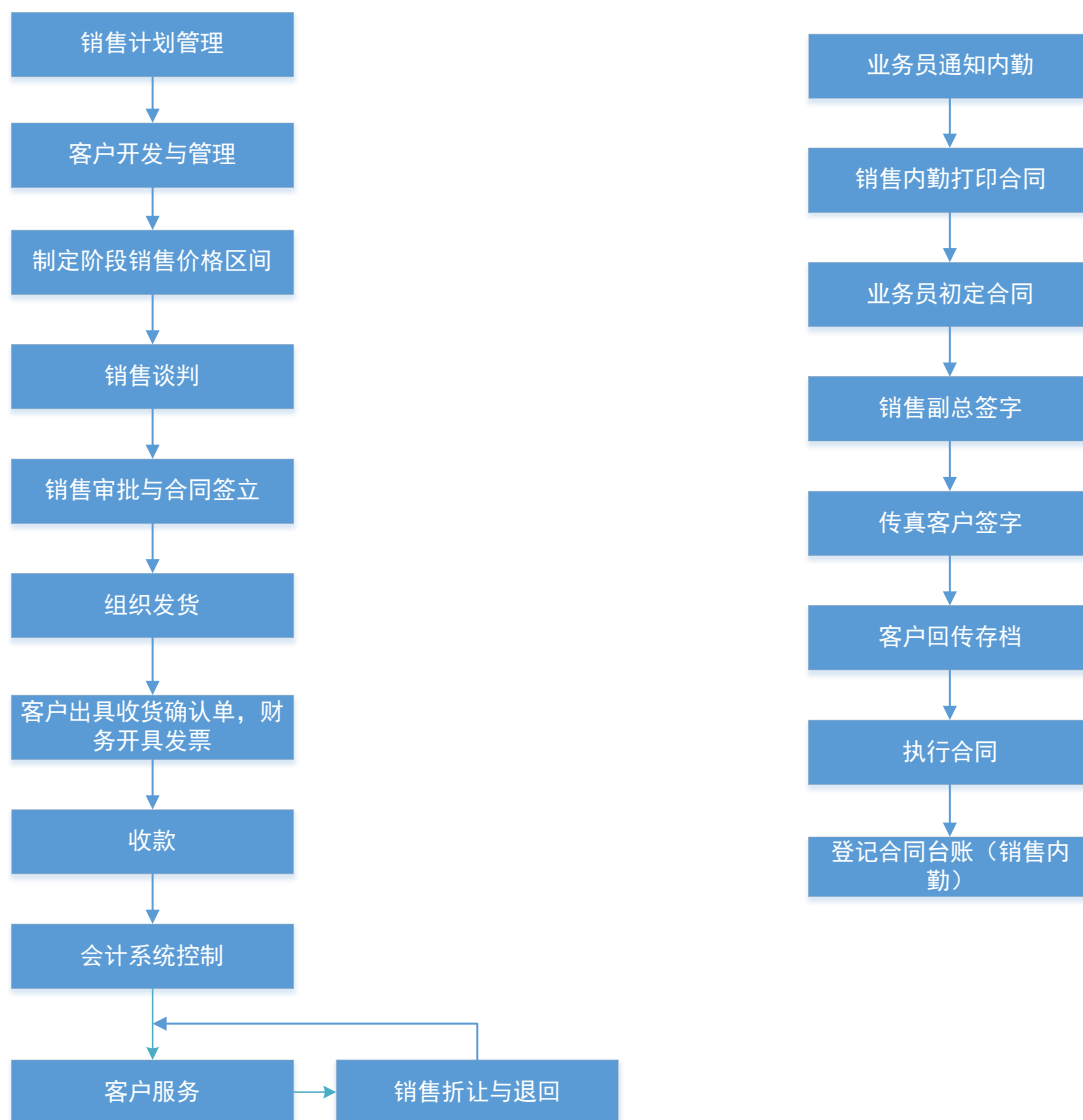 销售计划管理
客户开发与管理
制定阶段销售价格区间
销售谈判
销售审批与合同签立
组织发货
客户出具收货确认单，财
务开具发票
收款
会计系统控制
客户服务
销售折让与退回
业务员通知内勤
销售内勤打印合同
业务员初定合同
销售副总签字
传真客户签字
客户回传存档
执行合同
登记合同台账（销售内
勤）